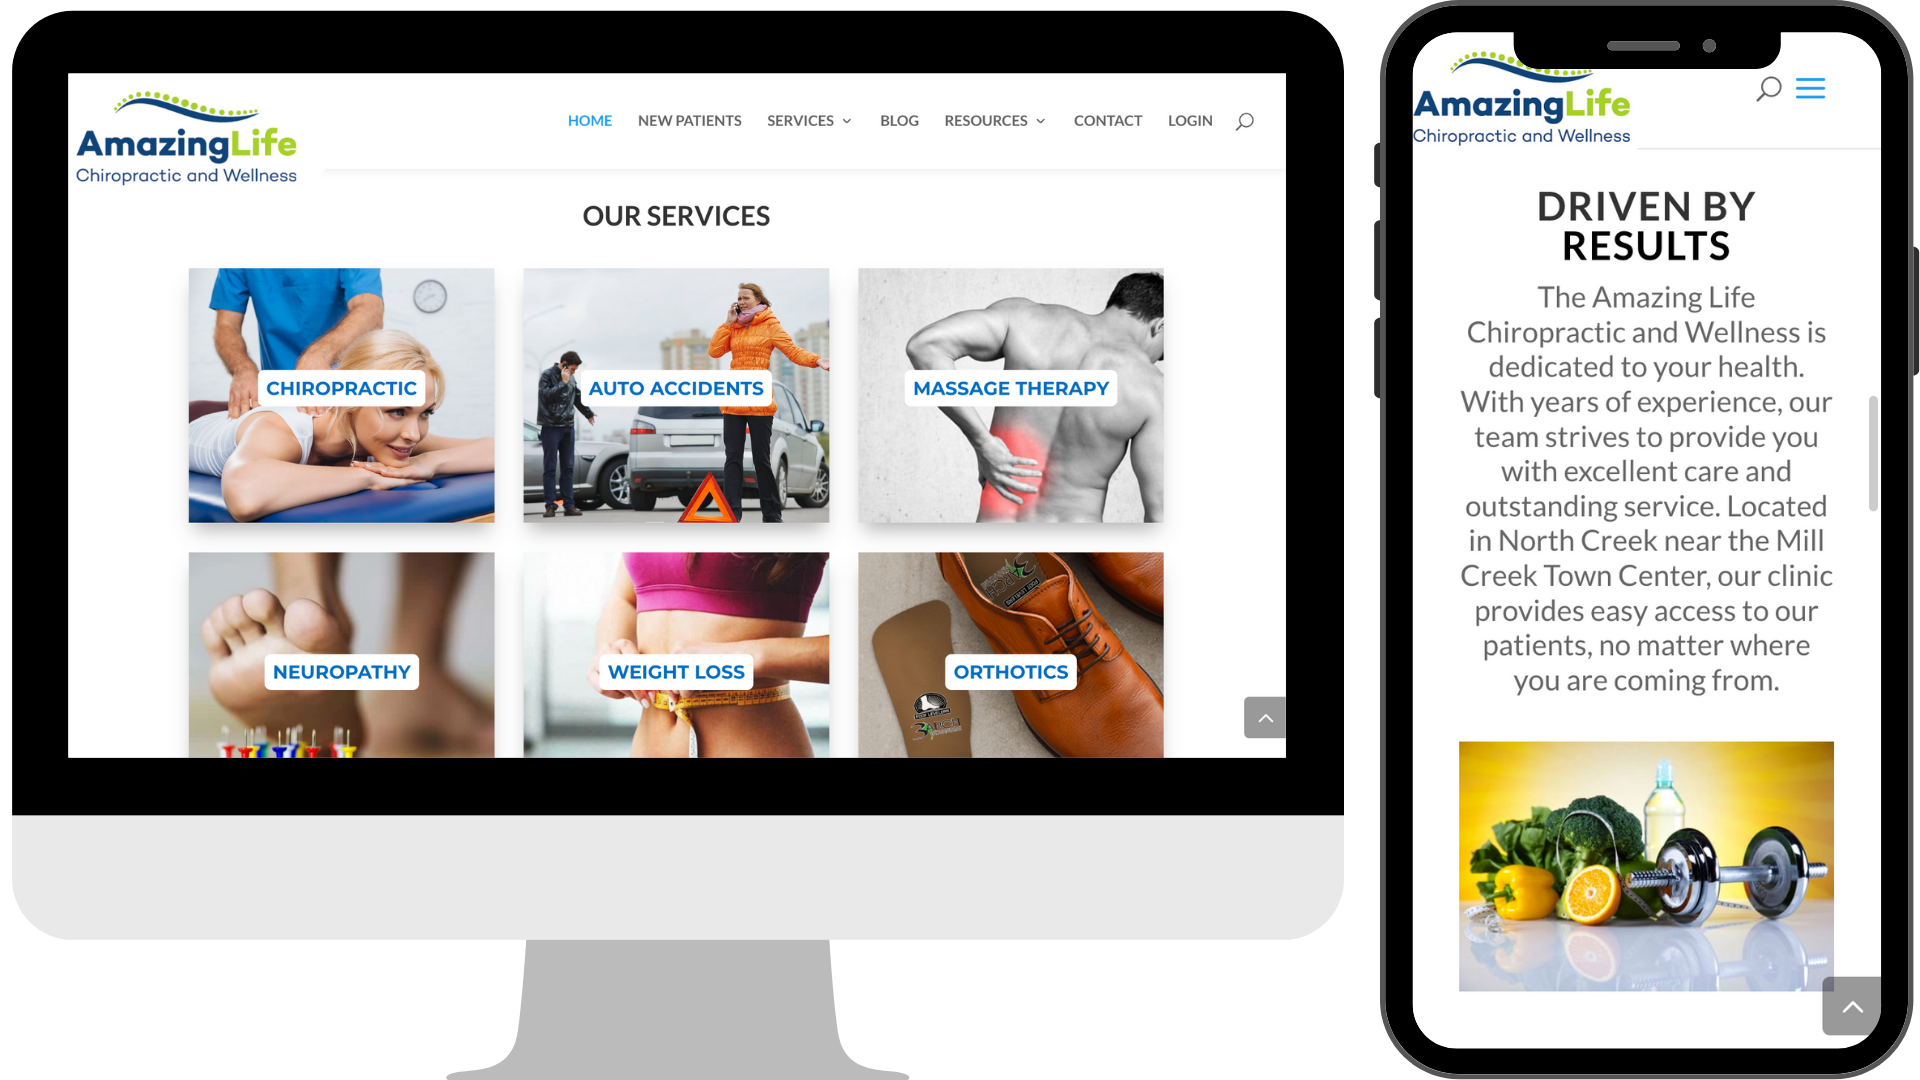 AmazingLife
Chiropractic and Wellness
HOME NEW PATIENTS SERVICES BLOG RESOURCES CONTACT LOGIN
OUR SERVICES
CHIROPRACTIC
AUTO ACCIDENTS
MASSAGE THERAPY
NEUROPATHY
WEIGHT LOSS
ORTHOTICS
AmazingLife
Chiropractic and Wellness
DRIVEN BY
RESULTS
The Amazing Life
Chiropractic and Wellness is
dedicated to your health.
With years of experience, our
team strives to provide you
with excellent care and
outstanding service. Located
in North Creek near the Mill
Creek Town Center, our clinic
provides easy access to our
patients, no matter where
you are coming from.